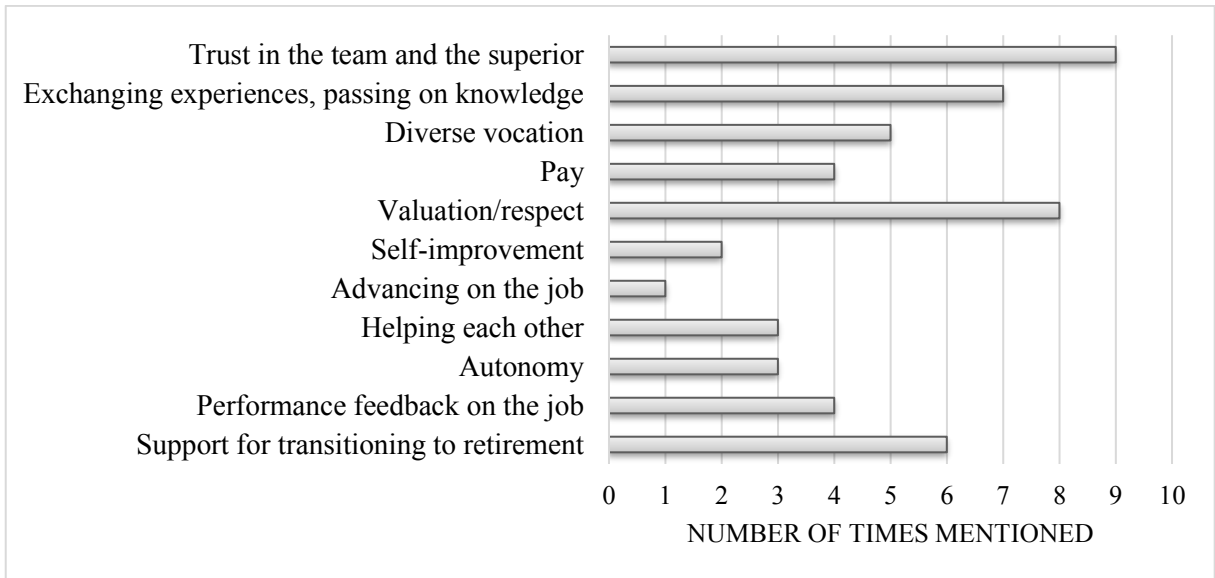 Trust in the team and the superior
Exchanging experiences, passing on knowledge
Diverse vocation
Pay
Valuation/respect
Self-improvement
Advancing on the job
Helping each other
Autonomy
Performance feedback on the job
Support for transitioning to retirement
0 1 2 3 4 5 6 7 8 9 10
NUMBER OF TIMES MENTIONED